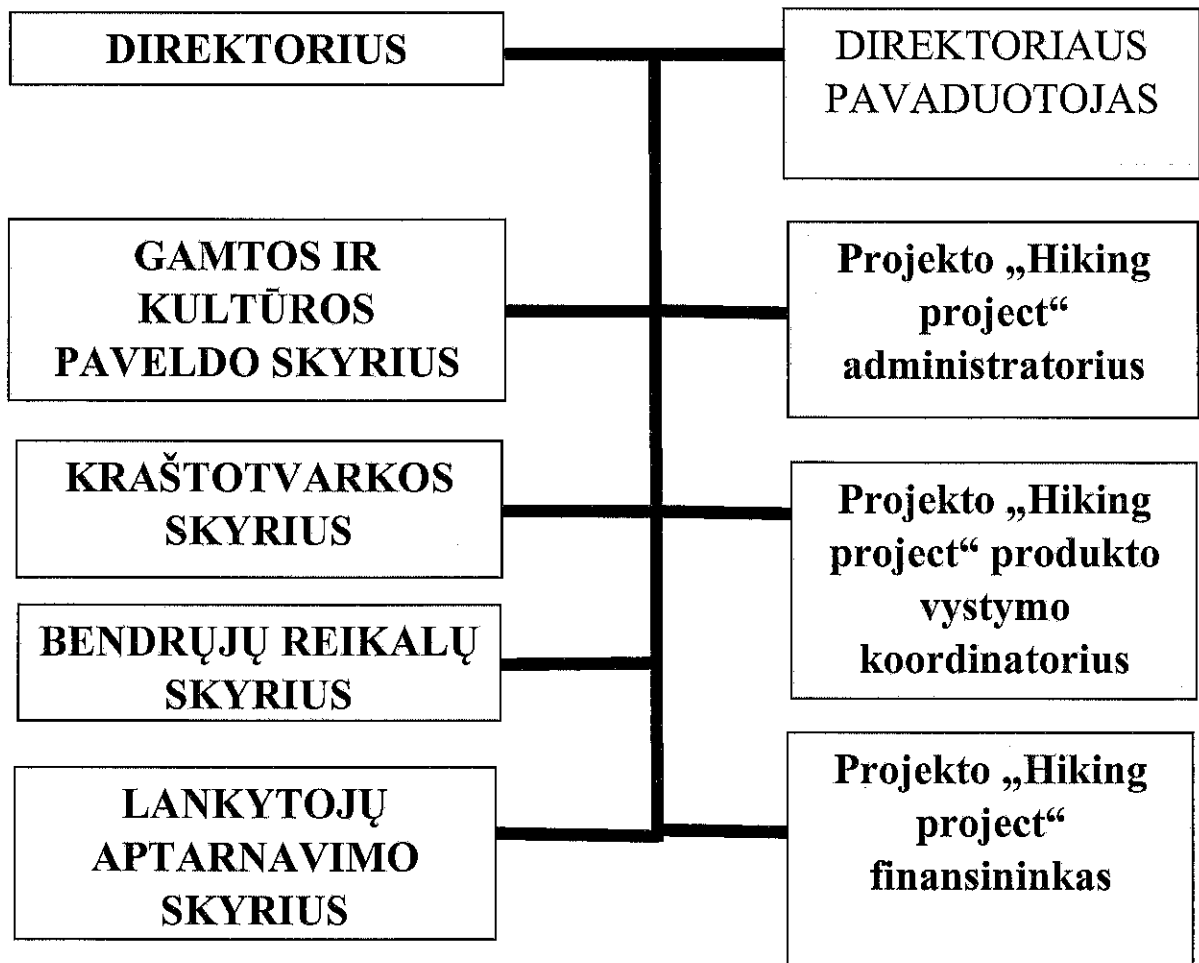 DIREKTORIUS
DIREKTORIAUS
PAVADUOTOJAS
GAMTOS IR
KULTŪROS
PAVELDO SKYRIUS
Projekto „Hiking
project“
administratorius
KRAŠTOTVARKOS
SKYRIUS
Projekto „Hiking
project“ produkto
vystymo
koordinatorius
BENDRŲJŲ REIKALŲ
SKYRIUS
LANKYTOJŲ
APTARNAVIMO
SKYRIUS
Projekto „Hiking
project“
finansininkas